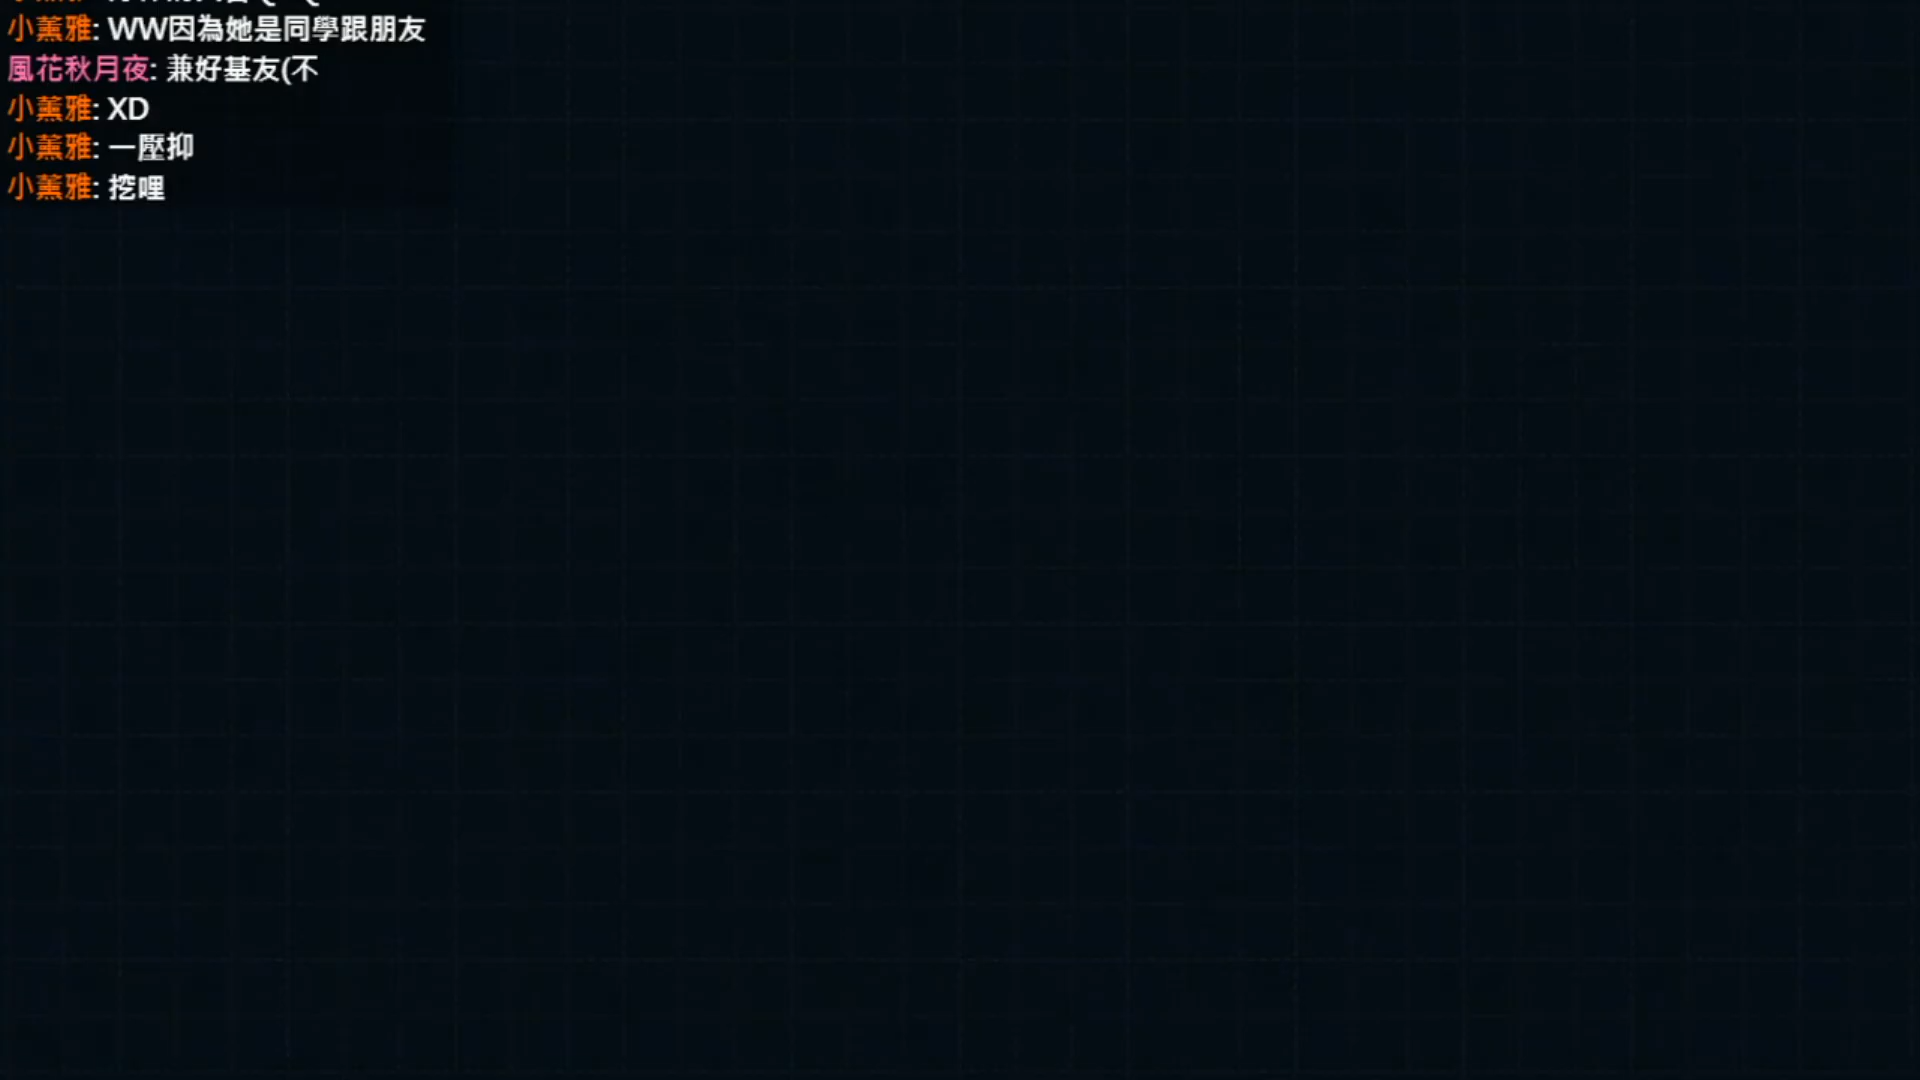 小薰雅: WW因為她是同學跟朋友
風花秋月夜: 兼好基友(不
小薰雅: XD
小薰雅: 一壓抑
小薰雅: 挖哩